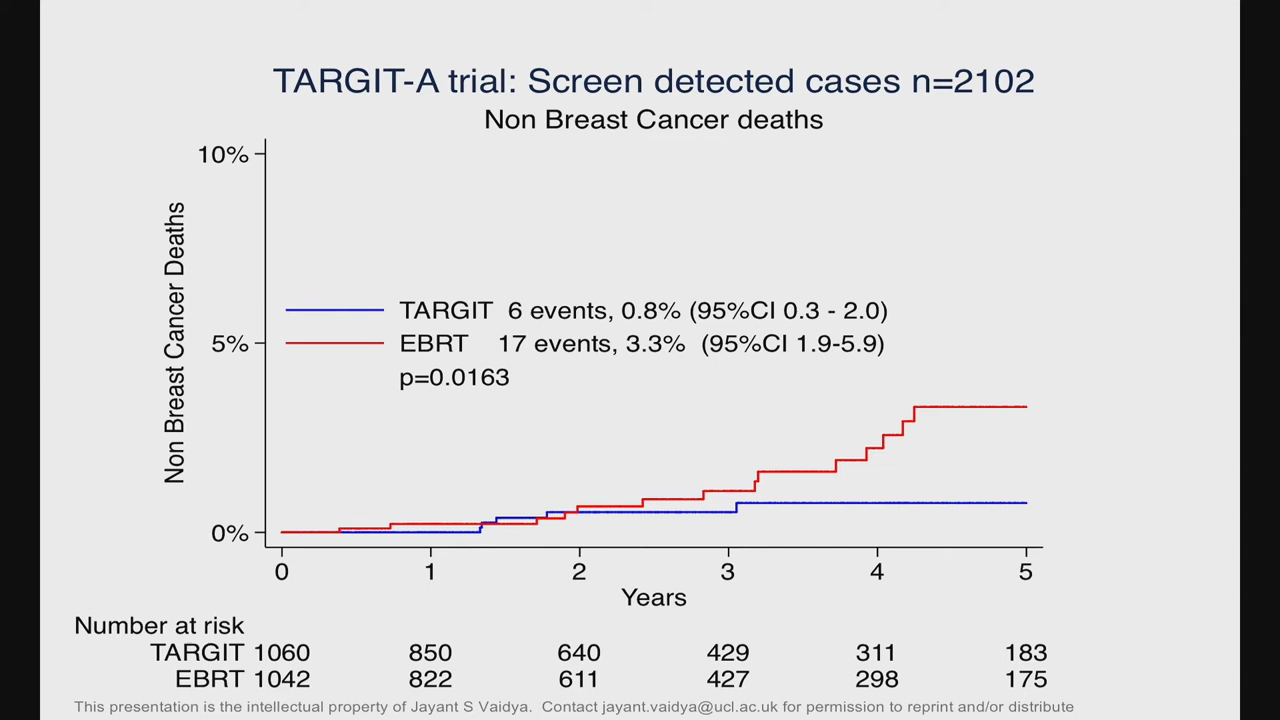 TARGIT-A trial: Screen detected cases n=2102
Non Breast Cancer deaths
Non Breast Cancer Deaths
10%
5%
0%
TARGIT 6 events, 0.8% (95%CI 0.3 - 2.0)
EBRT 17 events, 3.3% (95%CI 1.9-5.9)
p=0.0163
0 1 2 3 4 5
Years
Number at risk
TARGIT 1060 850 640 429 311 183
EBRT 1042 822 611 427 298 175
This presentation is the intellectual property of Jayant S Vaidya. Contact jayant.vaidya@ucl.ac.uk for permission to reprint and/or distribute